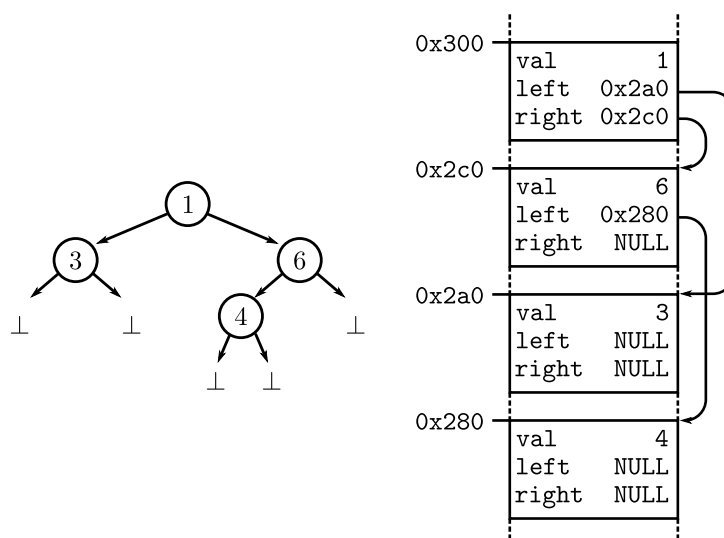 1
3
6
4
⊥
⊥
⊥
⊥
⊥
0x300
val 1
left 0x2a0
right 0x2c0
0x2c0
val 6
left 0x280
right NULL
0x2a0
val 3
left NULL
right NULL
0x280
val 4
left NULL
right NULL